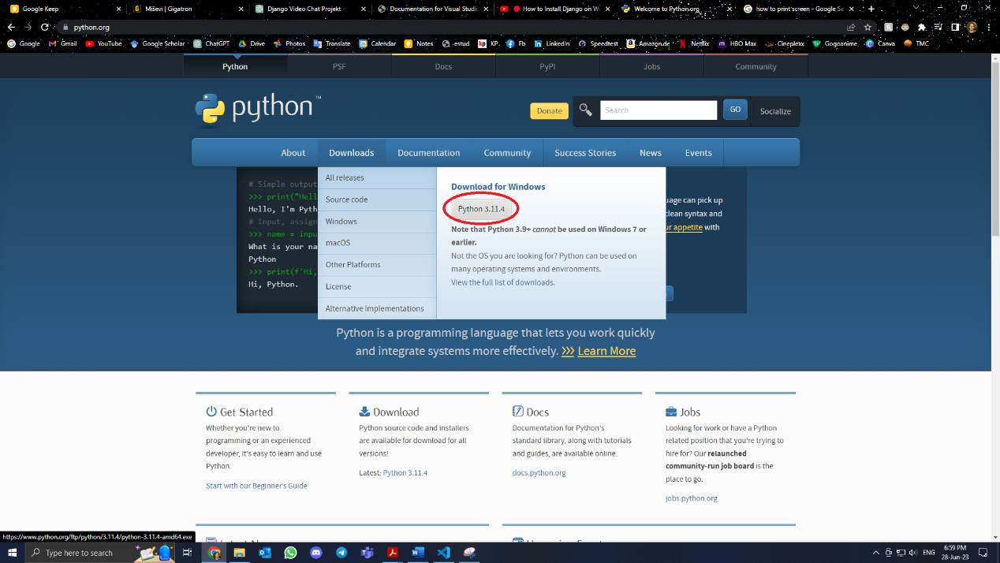 Google Keep
Miševi | Gigatron
Django Video Chat Projekt
Documentation for Visual Studio
How to Install Django on Wi
Welcome to Python.org
how to print screen - Google Se
python.org
Google
Gmail
YouTube
Google Scholar
ChatGPT
Drive
Photos
Translate
Calendar
Notes
estud
KP
Fb
LinkedIn
Speedtest
Amazon.de
Netflix
HBO Max
Cineplexx
Gogoanime
Canva
TMC
Python
PSF
Docs
PyPI
Jobs
Community
python™
Donate
Search
GO
Socialize
About
Downloads
Documentation
Community
Success Stories
News
Events
# Simple output
>>> print("Hell
Hello, I'm Pyth
# Input, assign
>>> name = input
What is your na
Python
>>> print(f'Hi,
Hi, Python.
All releases
Source code
Windows
macOS
Other Platforms
License
Alternative Implementations
Download for Windows
Python 3.11.4
Note that Python 3.9+ cannot be used on Windows 7 or
earlier.
Not the OS you are looking for? Python can be used on
many operating systems and environments.
View the full list of downloads.
uage can pick up
clean syntax and
ur appetite with
Python is a programming language that lets you work quickly
and integrate systems more effectively. >>> Learn More
Get Started
Whether you're new to
programming or an experienced
developer, it's easy to learn and use
Python.
Start with our Beginner's Guide
Download
Python source code and installers
are available for download for all
versions!
Latest: Python 3.11.4
Docs
Documentation for Python's
standard library, along with tutorials
and guides, are available online.
docs.python.org
Jobs
Looking for work or have a Python
related position that you're trying to
hire for? Our relaunched
community-run job board is the
place to go.
jobs.python.org
https://www.python.org/ftp/python/3.11.4/python-3.11.4-amd64.exe
Type here to search
ENG
6:59 PM
28-Jun-23